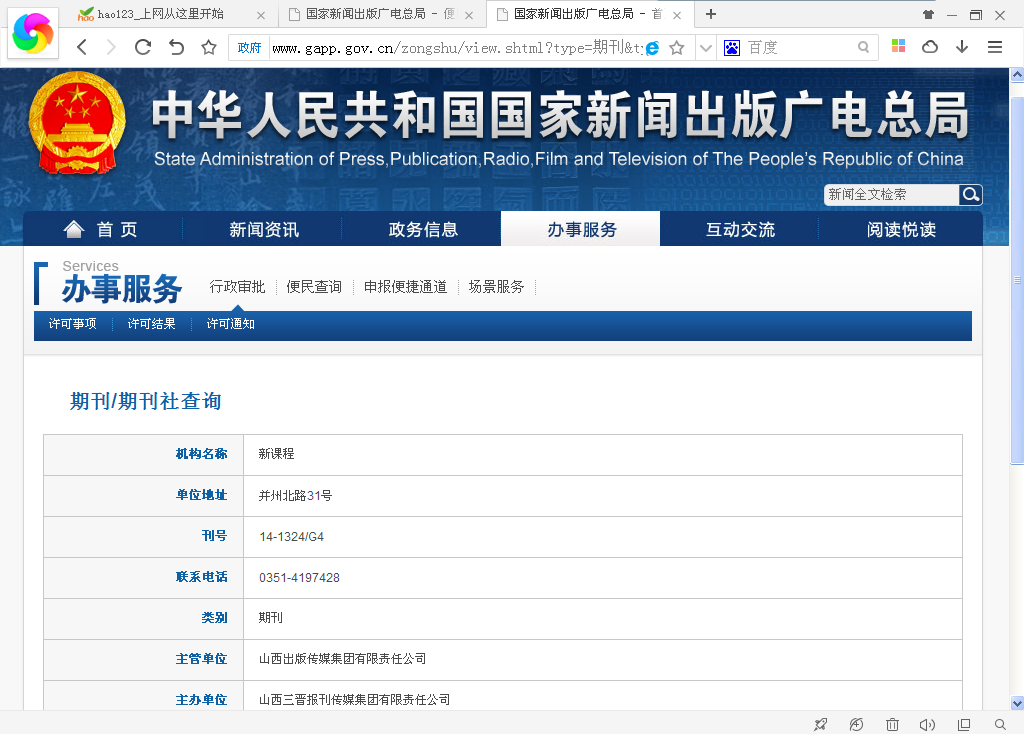 hao123_上网从这里开始
国家新闻出版广电总局 - 便
国家新闻出版广电总局 - 首
政府 www.gapp.gov.cn/zongshu/view.shtml?type=期刊&ty
百度
中华人民共和国国家新闻出版广电总局
State Administration of Press,Publication,Radio,Film and Television of The People's Republic of China
新闻全文检索
首 页 新闻资讯 政务信息 办事服务 互动交流 阅读悦读
Services
办事服务 行政审批 便民查询 申报便捷通道 场景服务
许可事项 许可结果 许可通知
期刊/期刊社查询
机构名称 新课程
单位地址 并州北路31号
刊号 14-1324/G4
联系电话 0351-4197428
类别 期刊
主管单位 山西出版传媒集团有限责任公司
主办单位 山西三晋报刊传媒集团有限责任公司